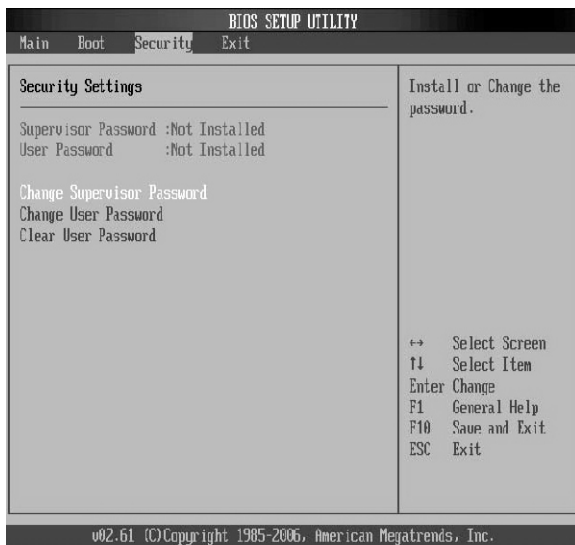 BIOS SETUP UTILITY
Main Boot Security Exit
Security Settings
Supervisor Password :Not Installed
User Password :Not Installed
Change Supervisor Password
Change User Password
Clear User Password
Install or Change the
password.
↔ Select Screen
↑↓ Select Item
Enter Change
F1 General Help
F10 Save and Exit
ESC Exit
v02.61 (C)Copyright 1985-2006, American Megatrends, Inc.